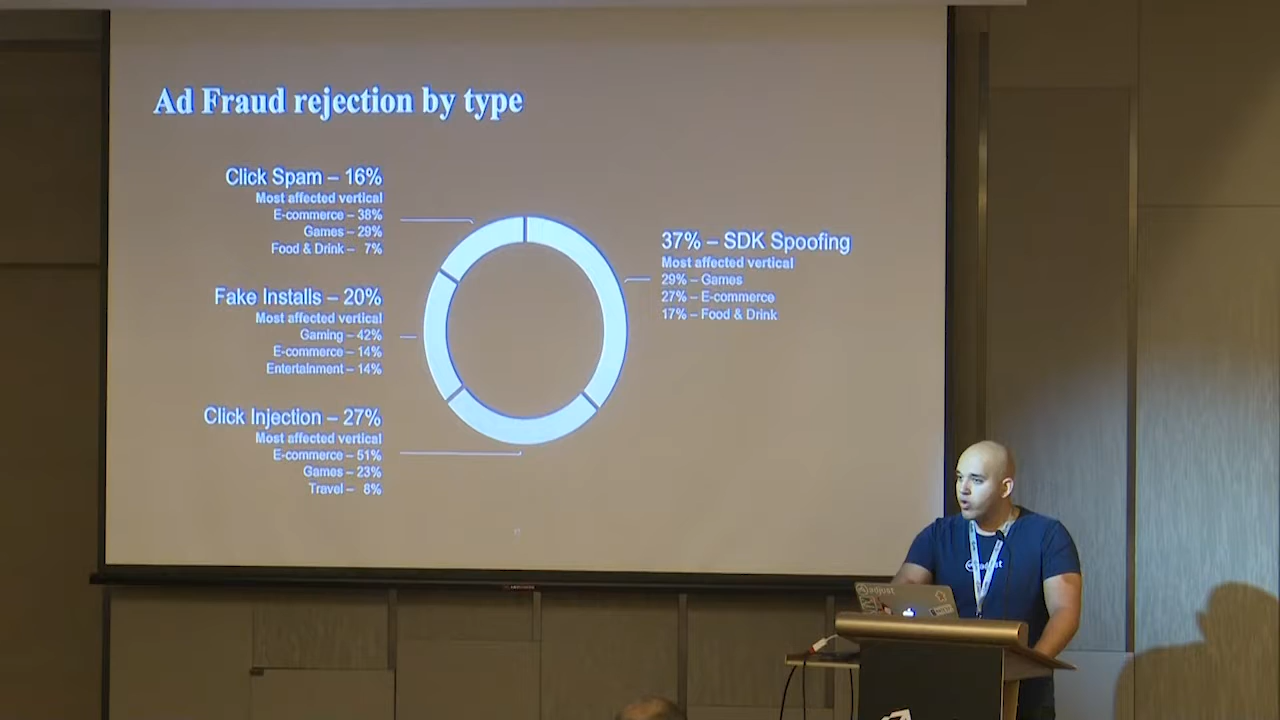 Ad Fraud rejection by type
Click Spam – 16%
Most affected vertical
E-commerce – 38%
Games – 29%
Food & Drink – 7%
Fake Installs – 20%
Most affected vertical
Gaming – 42%
E-commerce – 14%
Entertainment – 14%
Click Injection – 27%
Most affected vertical
E-commerce – 51%
Games – 23%
Travel – 8%
37% – SDK Spoofing
Most affected vertical
29% – Games
27% – E-commerce
17% – Food & Drink
adjust
adjust